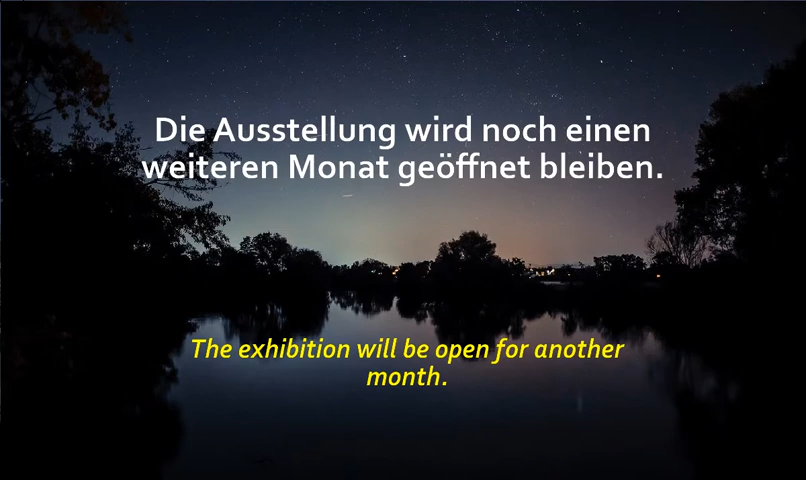 Die Ausstellung wird noch einen
weiteren Monat geöffnet bleiben.
The exhibition will be open for another
month.